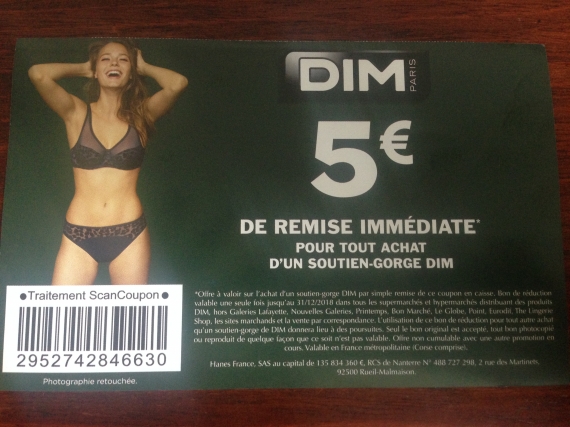 DIM
PARIS
5€
DE REMISE IMMÉDIATE*
POUR TOUT ACHAT
D'UN SOUTIEN-GORGE DIM
•Traitement ScanCoupon•
2952742846630
Photographie retouchée.
*Offre à valoir sur l'achat d'un soutien-gorge DIM par simple remise de ce coupon en caisse. Bon de réduction
valable une seule fois jusqu'au 31/12/2018 dans tous les supermarchés et hypermarchés distribuant des produits
DIM, hors Galeries Lafayette, Nouvelles Galeries, Printemps, Bon Marché, Le Globe, Point, Eurodif, The Lingerie
Shop, les sites marchands et la vente par correspondance. L'utilisation de ce bon de réduction pour tout autre achat
qu'un soutien-gorge de DIM donnera lieu à des poursuites. Seul le bon original est accepté, tout bon photocopié
ou reproduit de quelque façon que ce soit n'est pas valable. Offre non cumulable avec une autre promotion en
cours. Valable en France métropolitaine (Corse comprise).
Hanes France, SAS au capital de 135 834 360 €, RCS de Nanterre N° 488 727 298, 2 rue des Martinets,
92500 Rueil-Malmaison.